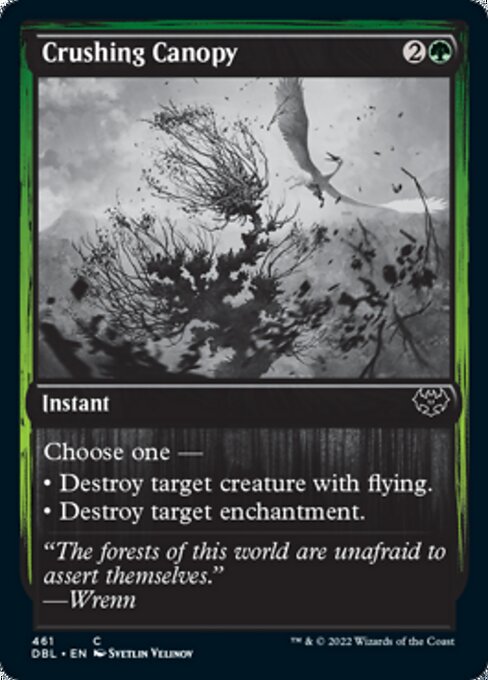 Crushing Canopy 2
Instant
Choose one —
• Destroy target creature with flying.
• Destroy target enchantment.
“The forests of this world are unafraid to
assert themselves.”
—Wrenn
461 C
DBL • EN Svetlin Velinov
™ & © 2022 Wizards of the Coast